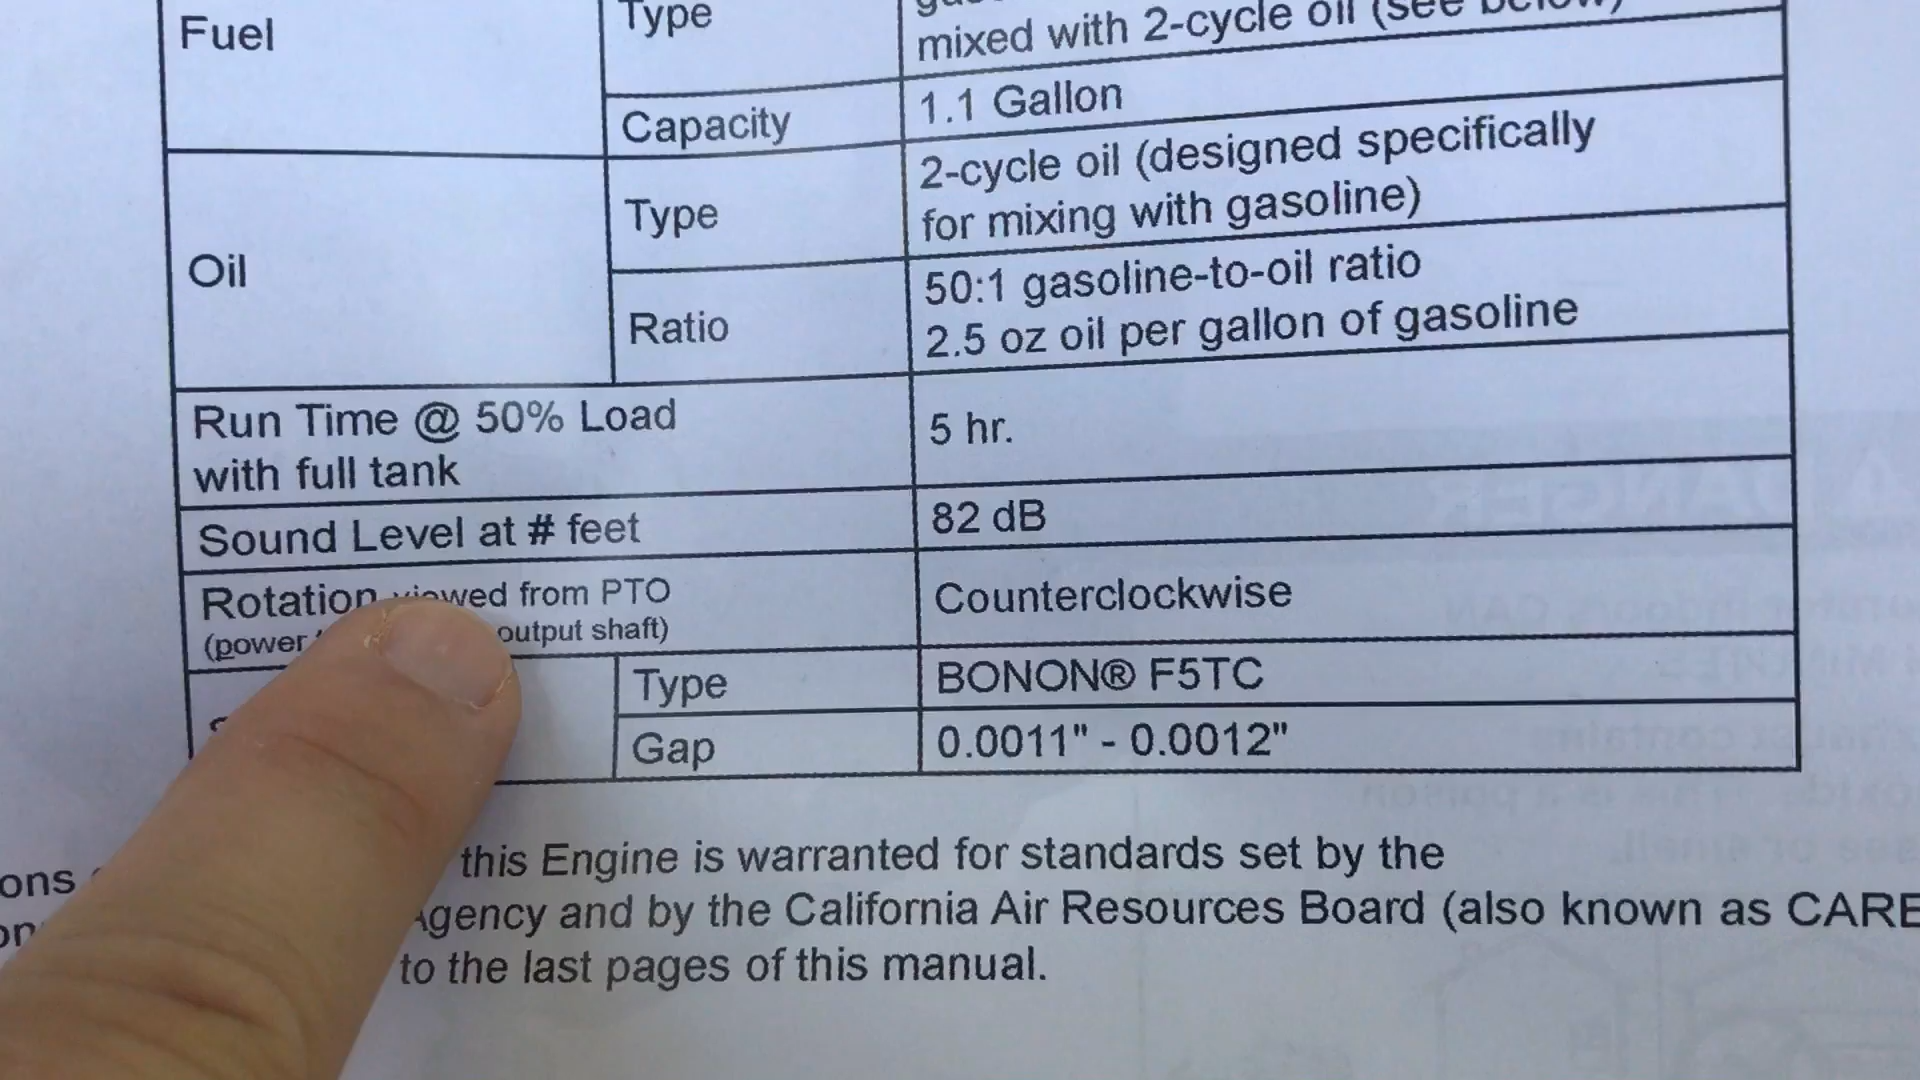 Fuel
Type
mixed with 2-cycle oil (see below)
Capacity
1.1 Gallon
Oil
Type
2-cycle oil (designed specifically
for mixing with gasoline)
Ratio
50:1 gasoline-to-oil ratio
2.5 oz oil per gallon of gasoline
Run Time @ 50% Load
with full tank
5 hr.
Sound Level at # feet
82 dB
Rotation viewed from PTO
(power output shaft)
Counterclockwise
Type
BONON® F5TC
Gap
0.0011" - 0.0012"
this Engine is warranted for standards set by the
Agency and by the California Air Resources Board (also known as CARB
to the last pages of this manual.